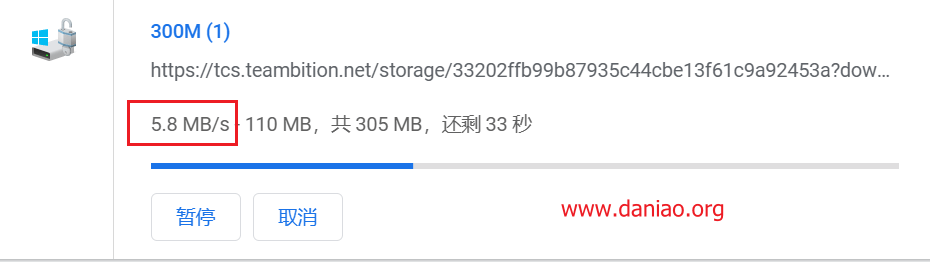 300M (1)
https://tcs.teambition.net/storage/33202ffb99b87935c44cbe13f61c9a92453a?dow…
5.8 MB/s - 110 MB，共 305 MB，还剩 33 秒
暂停
取消
www.daniao.org